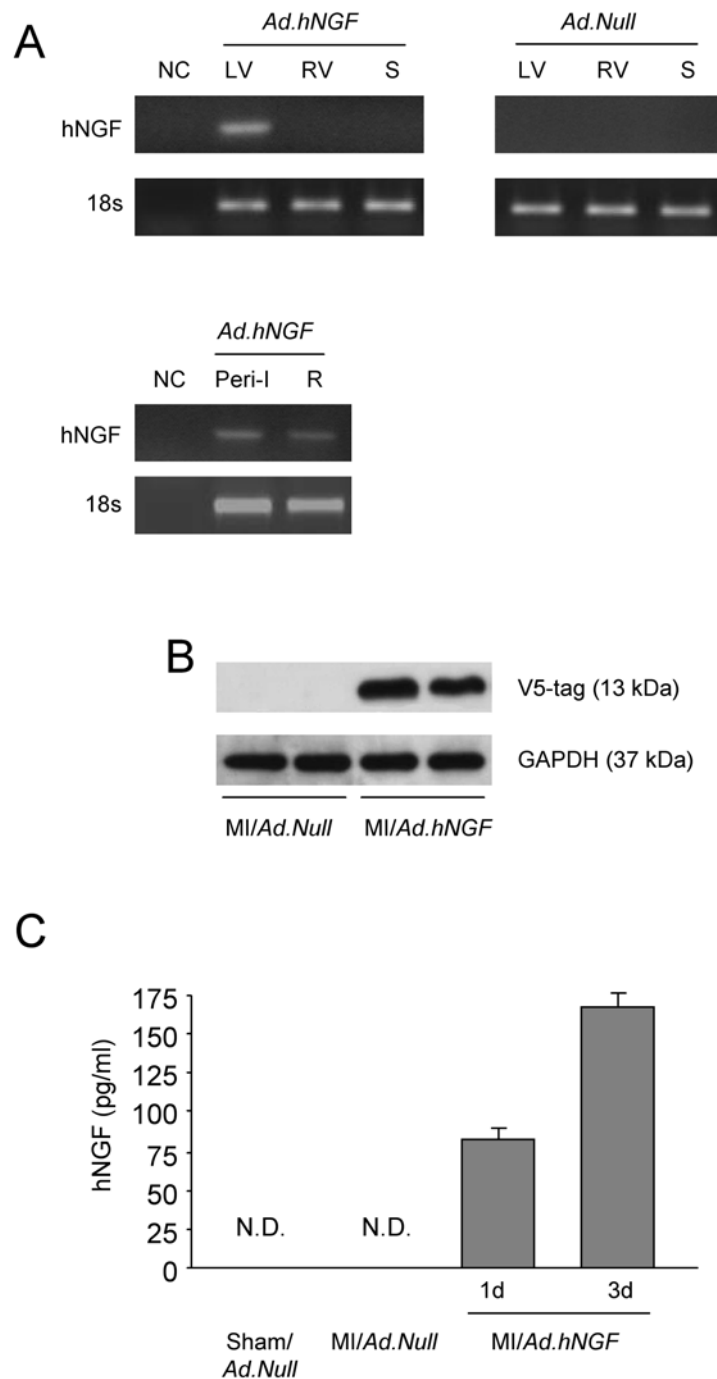 A
Ad.hNGF Ad.Null
NC LV RV S LV RV S
hNGF
18s
Ad.hNGF
NC Peri-I R
hNGF
18s
B
V5-tag (13 kDa)
GAPDH (37 kDa)
MI/Ad.Null MI/Ad.hNGF
C
hNGF (pg/ml)
175
150
125
100
75
50
25
0
N.D. N.D.
1d 3d
Sham/
Ad.Null
MI/Ad.Null MI/Ad.hNGF